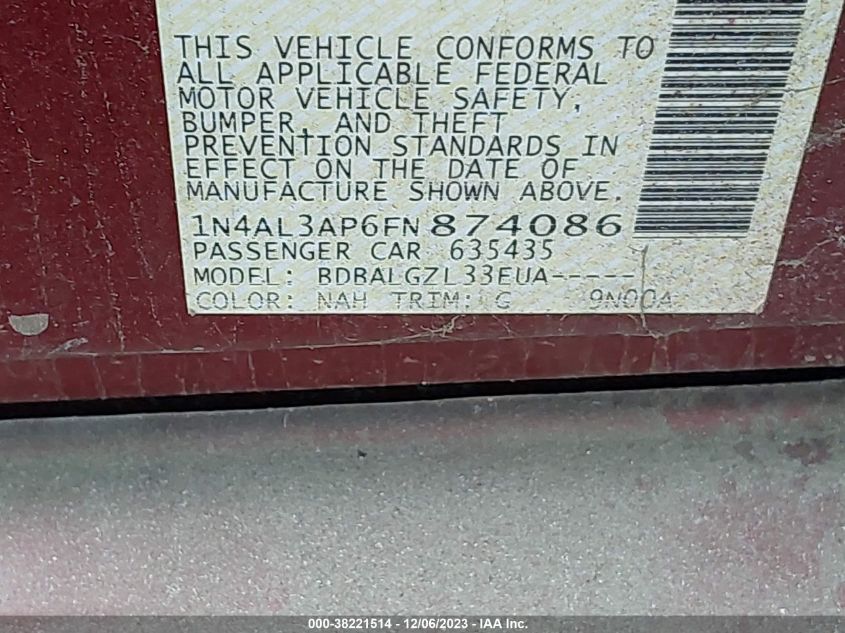 THIS VEHICLE CONFORMS TO
ALL APPLICABLE FEDERAL
MOTOR VEHICLE SAFETY,
BUMPER, AND THEFT
PREVENTION STANDARDS IN
EFFECT ON THE DATE OF
MANUFACTURE SHOWN ABOVE.
1N4AL3AP6FN874086
PASSENGER CAR 635435
MODEL: BDBALGZL33EUA-----
COLOR: NAH TRIM: G 9N00A
000-38221514 - 12/06/2023 - IAA Inc.